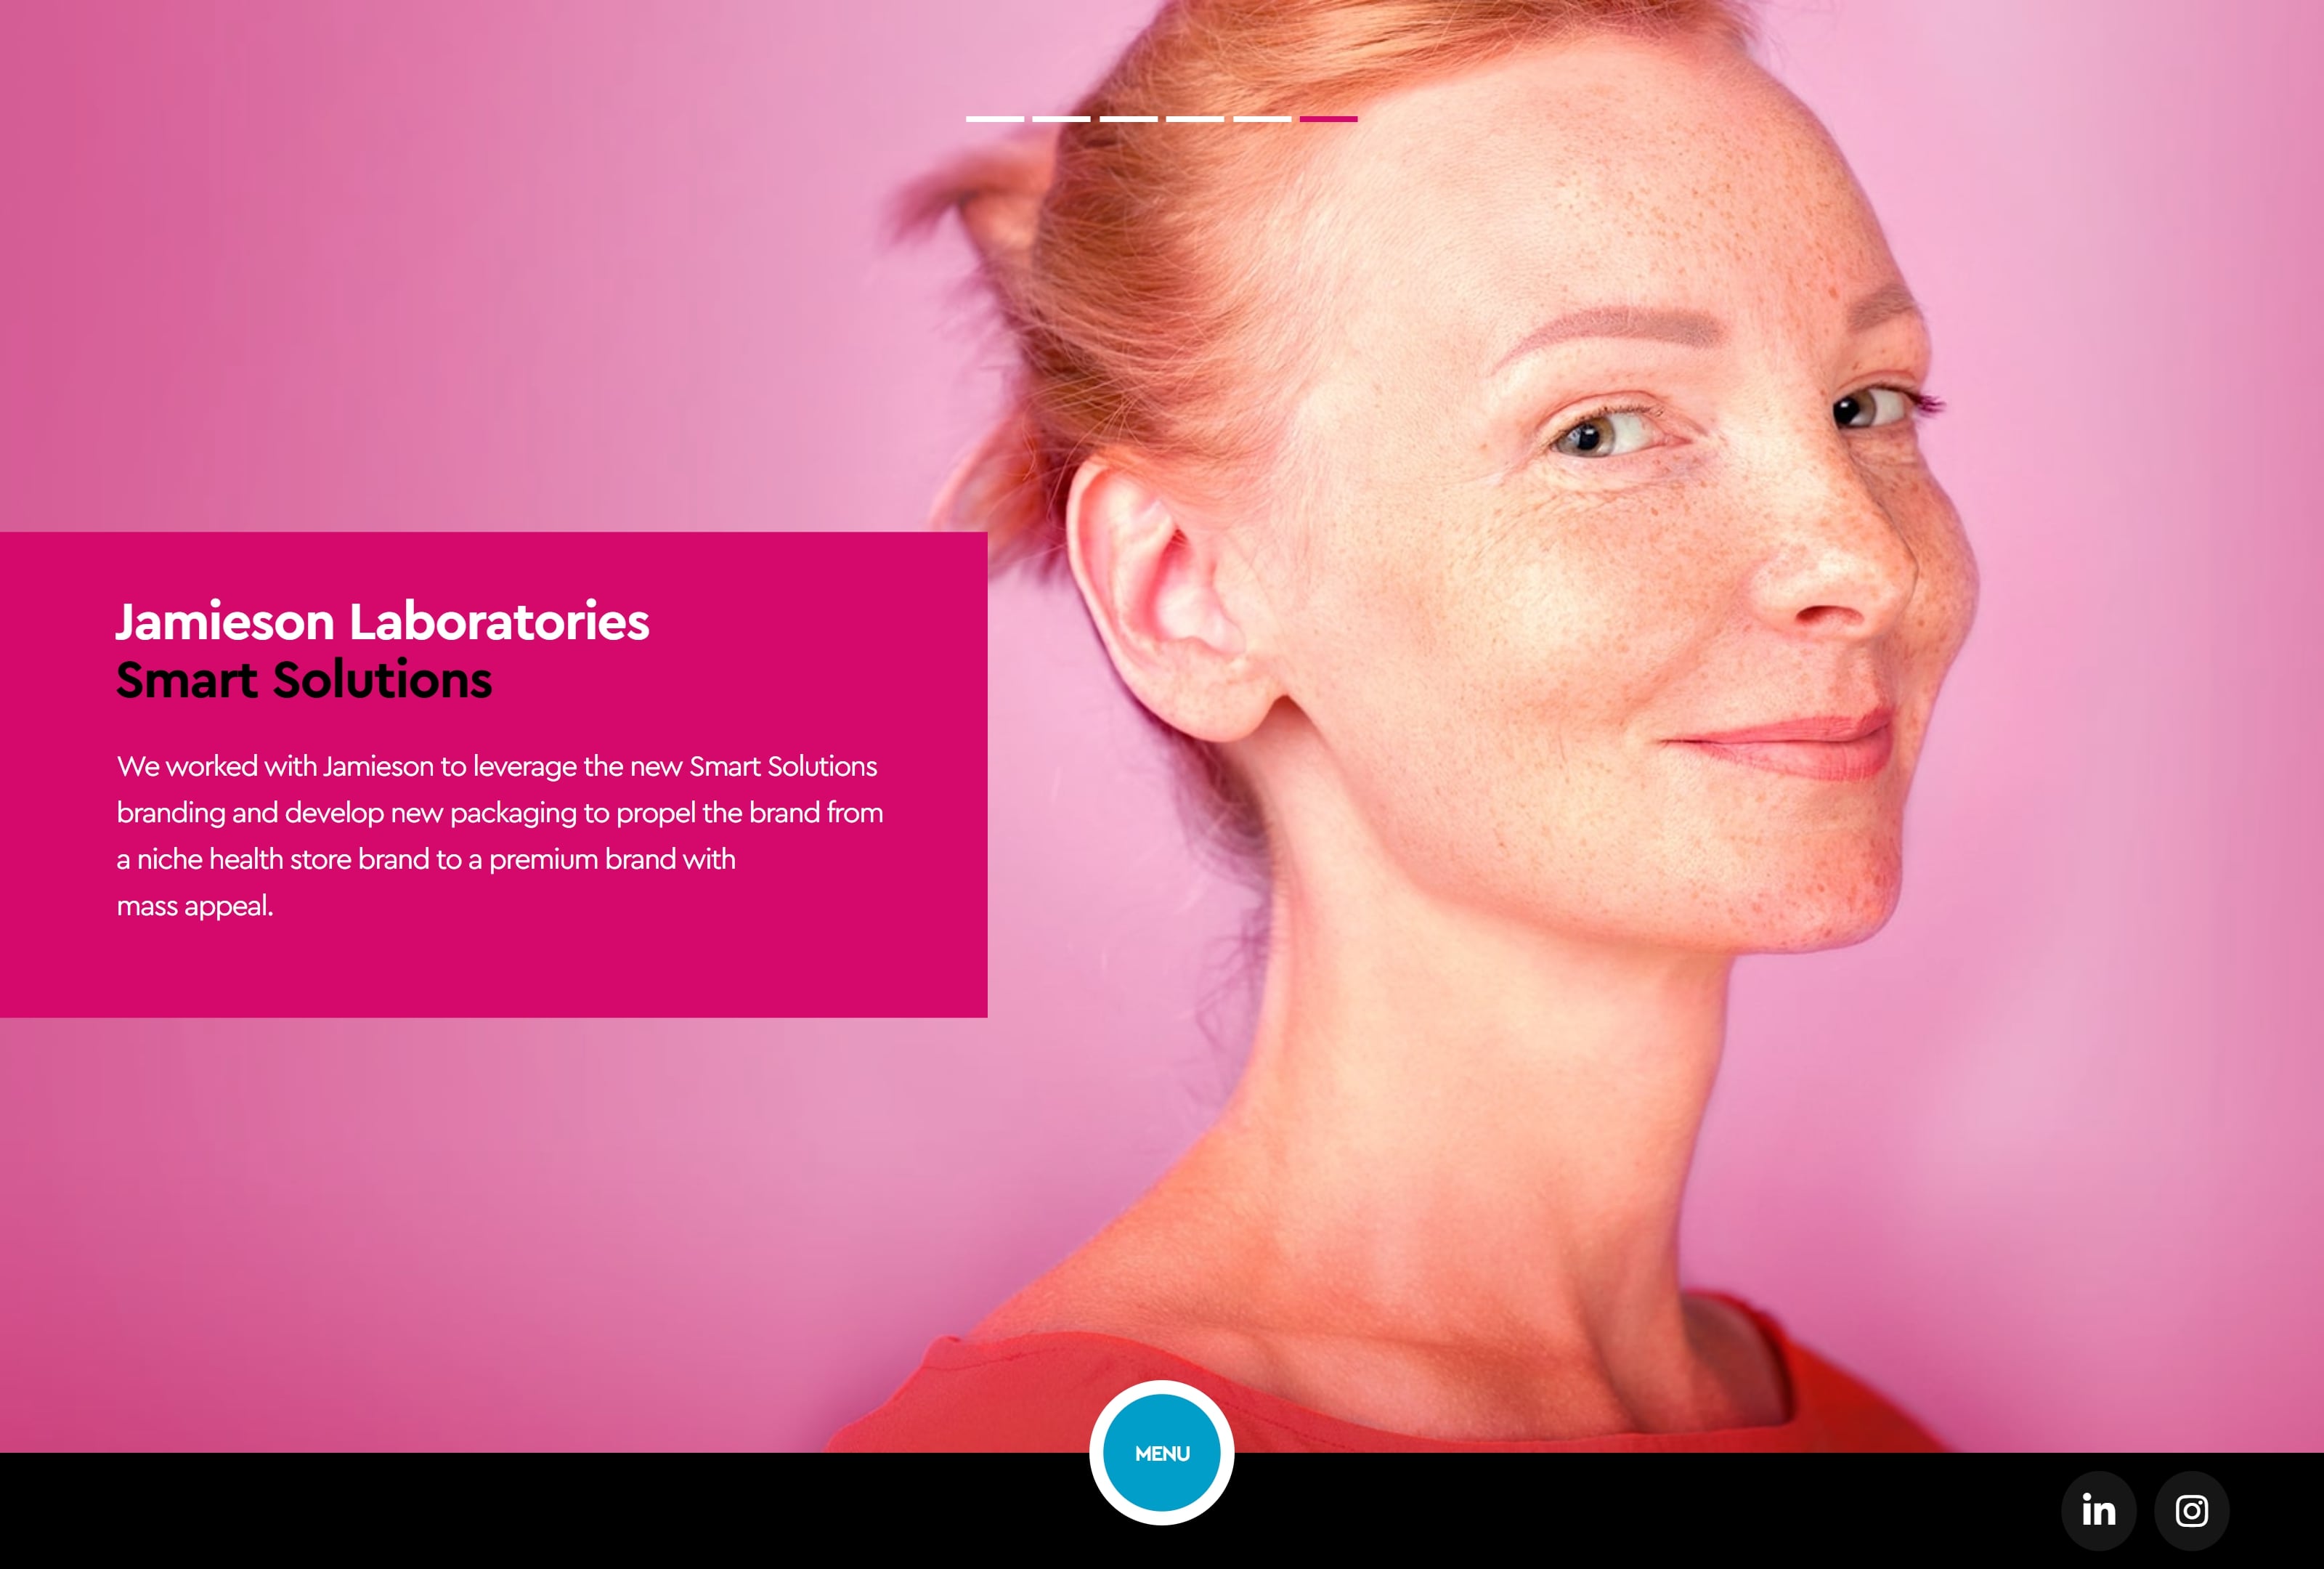 Jamieson Laboratories
Smart Solutions
We worked with Jamieson to leverage the new Smart Solutions
branding and develop new packaging to propel the brand from
a niche health store brand to a premium brand with
mass appeal.
MENU
in